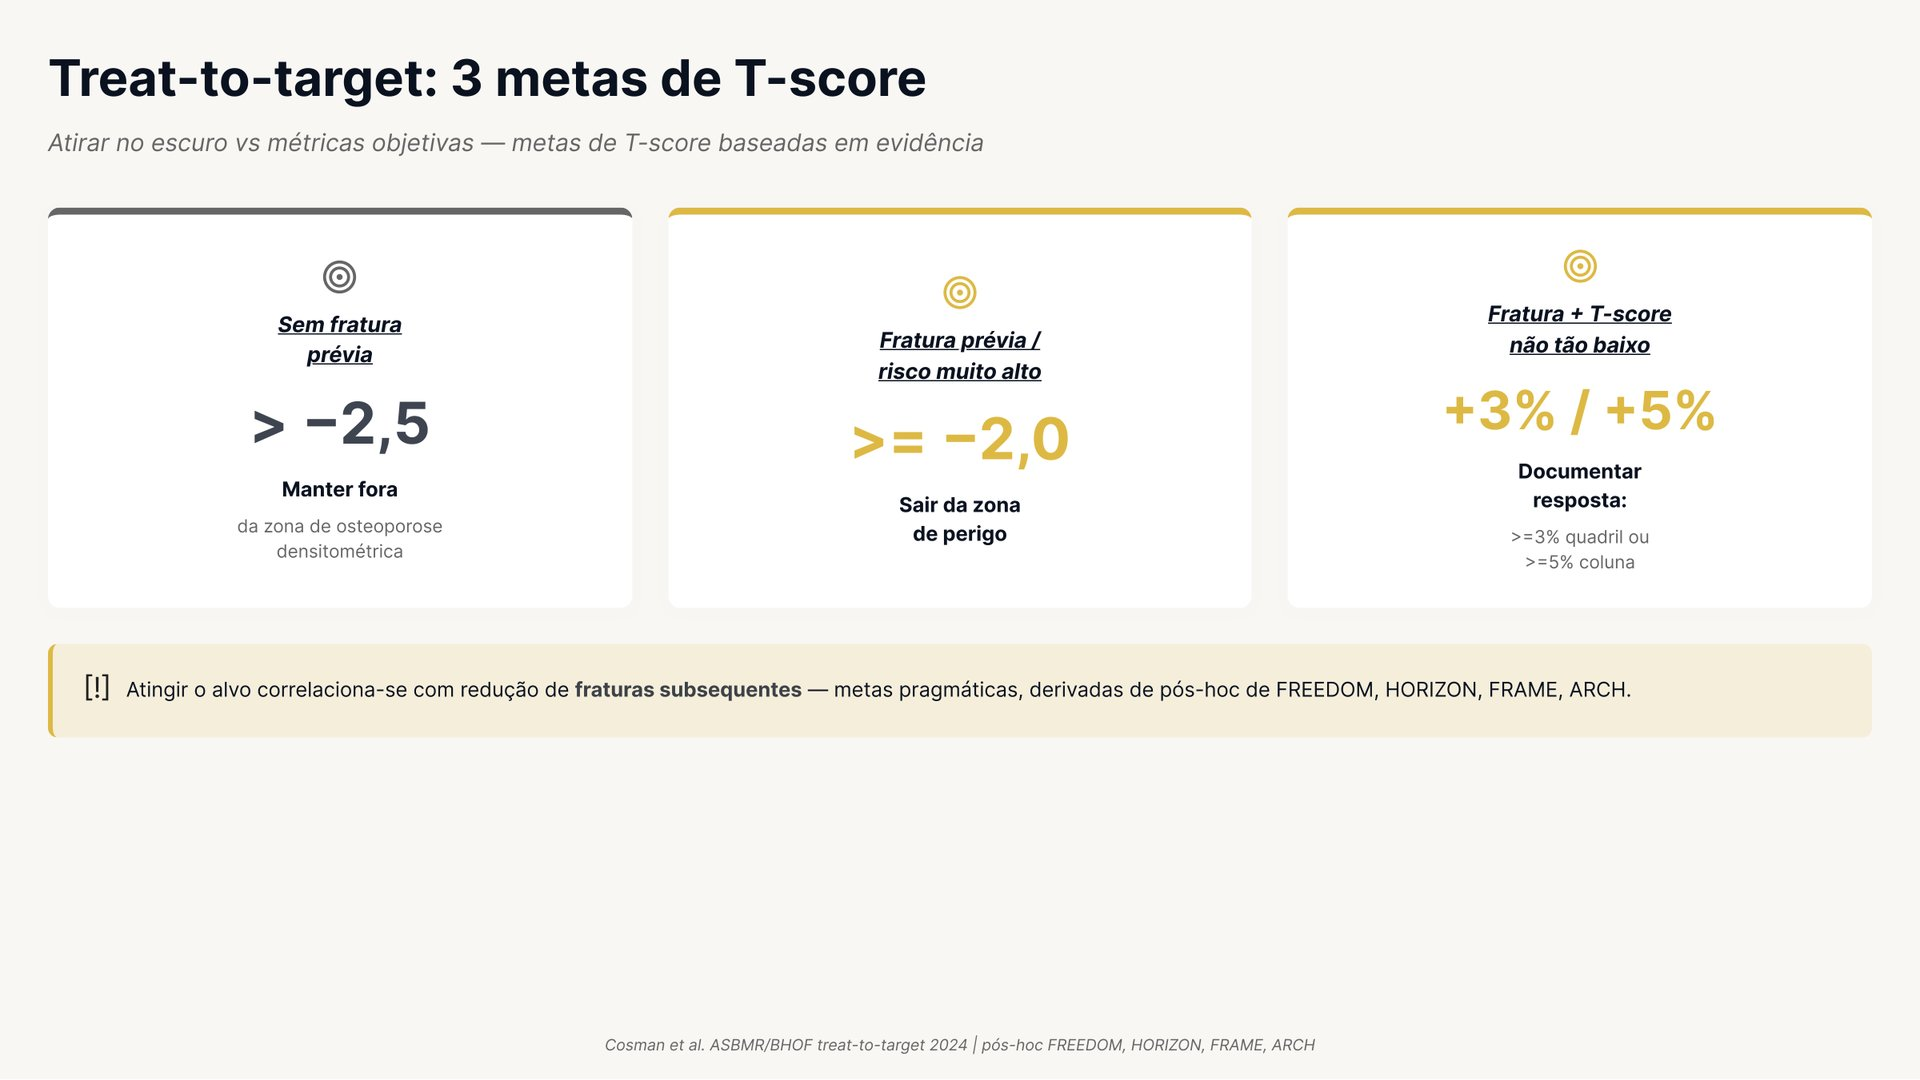 Treat-to-target: 3 metas de T-score
Atirar no escuro vs métricas objetivas — metas de T-score baseadas em evidência
Sem fratura
prévia
> −2,5
Manter fora
da zona de osteoporose
densitométrica
Fratura prévia /
risco muito alto
>= −2,0
Sair da zona
de perigo
Fratura + T-score
não tão baixo
+3% / +5%
Documentar
resposta:
>=3% quadril ou
>=5% coluna
[!] Atingir o alvo correlaciona-se com redução de fraturas subsequentes — metas pragmáticas, derivadas de pós-hoc de FREEDOM, HORIZON, FRAME, ARCH.
Cosman et al. ASBMR/BHOF treat-to-target 2024 | pós-hoc FREEDOM, HORIZON, FRAME, ARCH